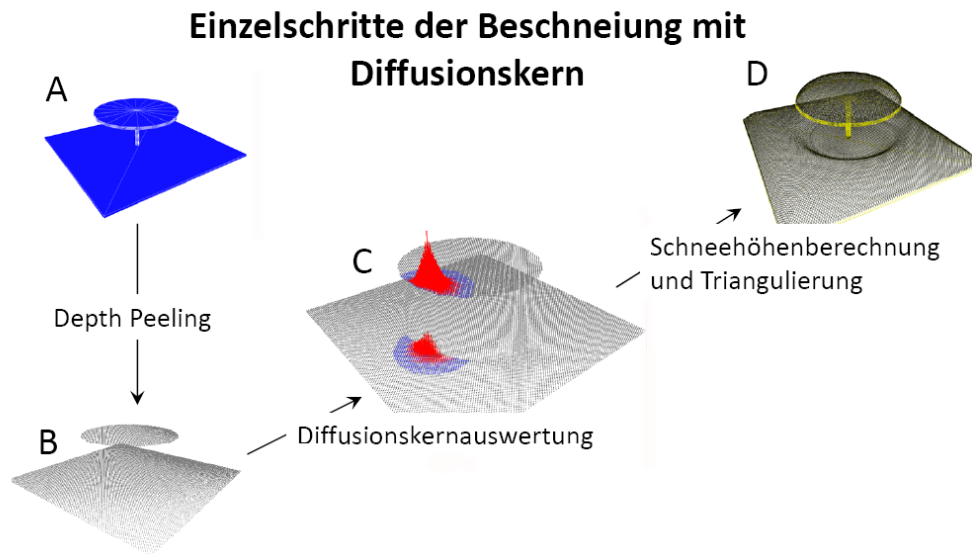 Einzelschritte der Beschneiung mit
Diffusionskern
A
Depth Peeling
B
C
Diffusionskernauswertung
D
Schneehöhenberechnung
und Triangulierung